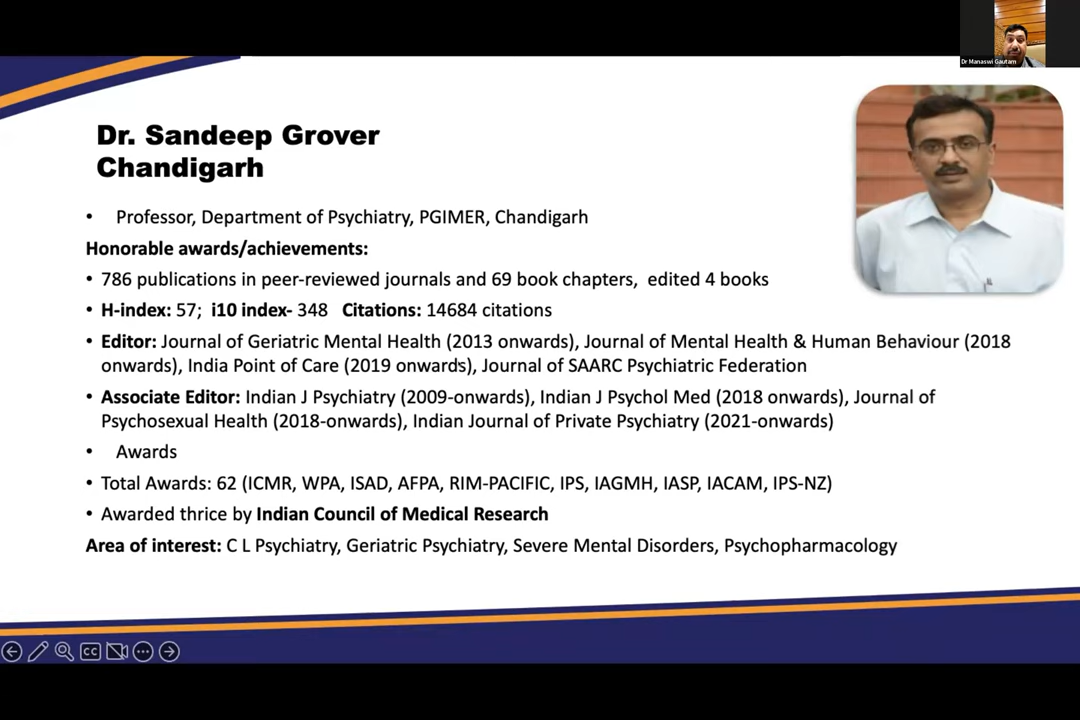 Dr Manaswi Gautam
Dr. Sandeep Grover
Chandigarh
• Professor, Department of Psychiatry, PGIMER, Chandigarh
Honorable awards/achievements:
• 786 publications in peer-reviewed journals and 69 book chapters, edited 4 books
• H-index: 57; i10 index- 348 Citations: 14684 citations
• Editor: Journal of Geriatric Mental Health (2013 onwards), Journal of Mental Health & Human Behaviour (2018
onwards), India Point of Care (2019 onwards), Journal of SAARC Psychiatric Federation
• Associate Editor: Indian J Psychiatry (2009-onwards), Indian J Psychol Med (2018 onwards), Journal of
Psychosexual Health (2018-onwards), Indian Journal of Private Psychiatry (2021-onwards)
• Awards
• Total Awards: 62 (ICMR, WPA, ISAD, AFPA, RIM-PACIFIC, IPS, IAGMH, IASP, IACAM, IPS-NZ)
• Awarded thrice by Indian Council of Medical Research
Area of interest: C L Psychiatry, Geriatric Psychiatry, Severe Mental Disorders, Psychopharmacology
CC